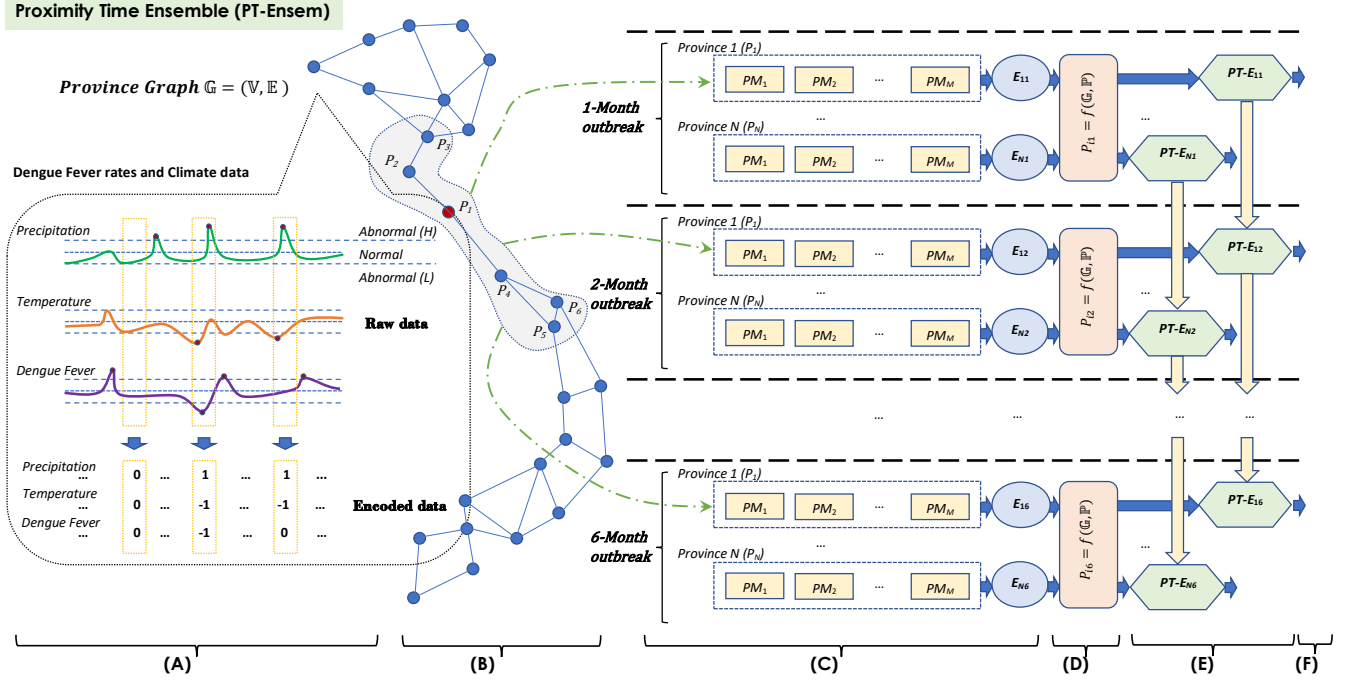 Proximity Time Ensemble (PT-Ensem)
Province Graph 𝔾 = (𝕍, 𝔼 )
Dengue Fever rates and Climate data
Precipitation
Abnormal (H)
Normal
Abnormal (L)
Temperature
Raw data
Dengue Fever
Precipitation
... 0 ... 1 ... 1 ...
Temperature
... 0 ... -1 ... -1 ...
Encoded data
Dengue Fever
... 0 ... -1 ... 0 ...
(A)
P3
P2
P1
P4
P6
P5
(B)
1-Month
outbreak
Province 1 (P1)
PM1 PM2 ... PMM E11
...
Province N (PN)
PM1 PM2 ... PMM EN1
Pi1 = f(𝔾, ℙ)
PT-E11
...
PT-EN1
2-Month
outbreak
Province 1 (P1)
PM1 PM2 ... PMM E12
...
Province N (PN)
PM1 PM2 ... PMM EN2
Pi2 = f(𝔾, ℙ)
PT-E12
...
PT-EN2
... ... ... ...
6-Month
outbreak
Province 1 (P1)
PM1 PM2 ... PMM E16
...
Province N (PN)
PM1 PM2 ... PMM EN6
Pi6 = f(𝔾, ℙ)
PT-E16
...
PT-EN6
(C)
(D)
(E)
(F)